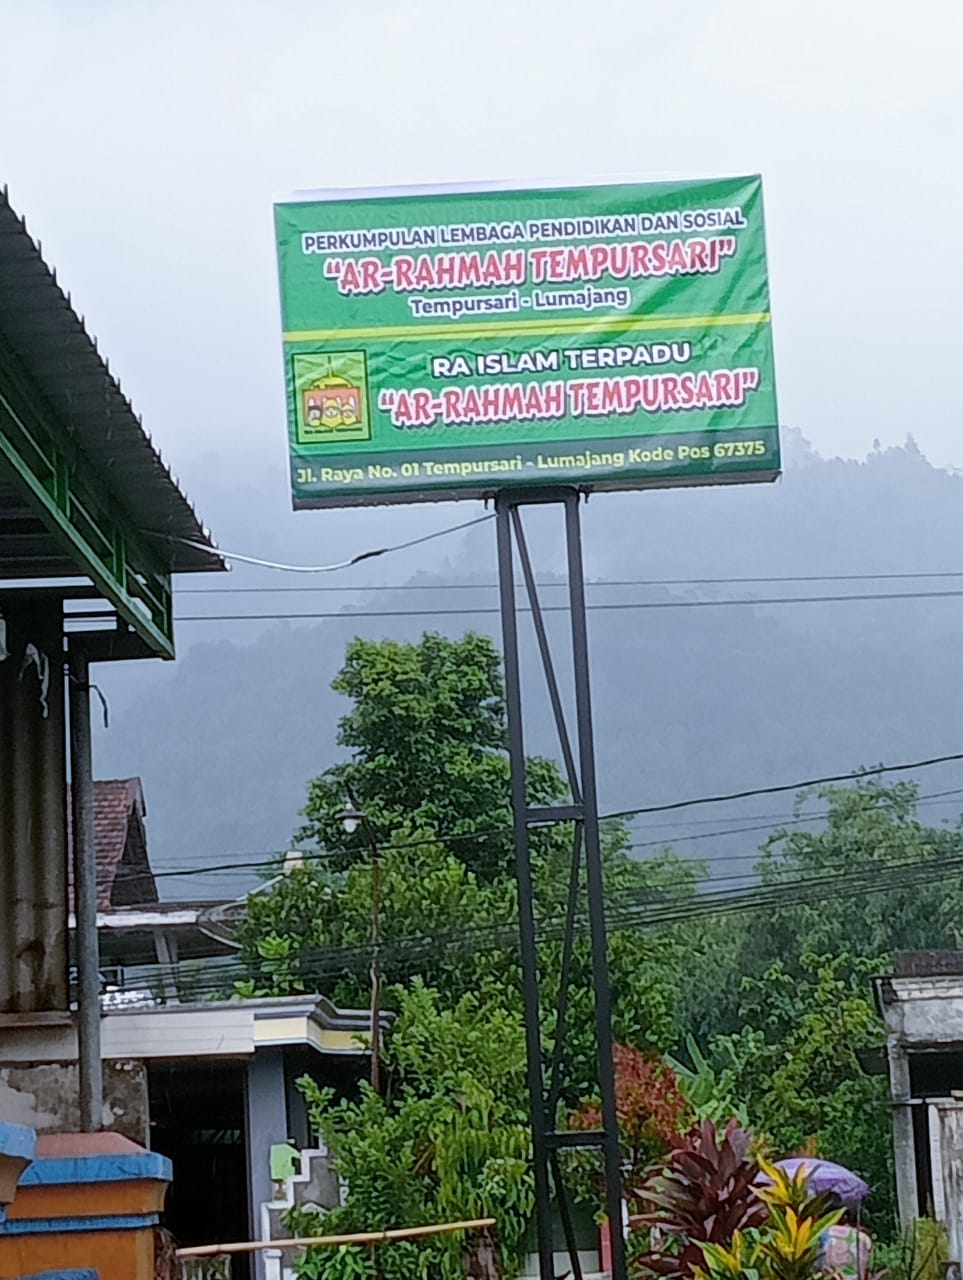 PERKUMPULAN LEMBAGA PENDIDIKAN DAN SOSIAL
"AR-RAHMAH TEMPURSARI"
Tempursari - Lumajang
RA ISLAM TERPADU
"AR-RAHMAH TEMPURSARI"
Jl. Raya No. 01 Tempursari - Lumajang Kode Pos 67375